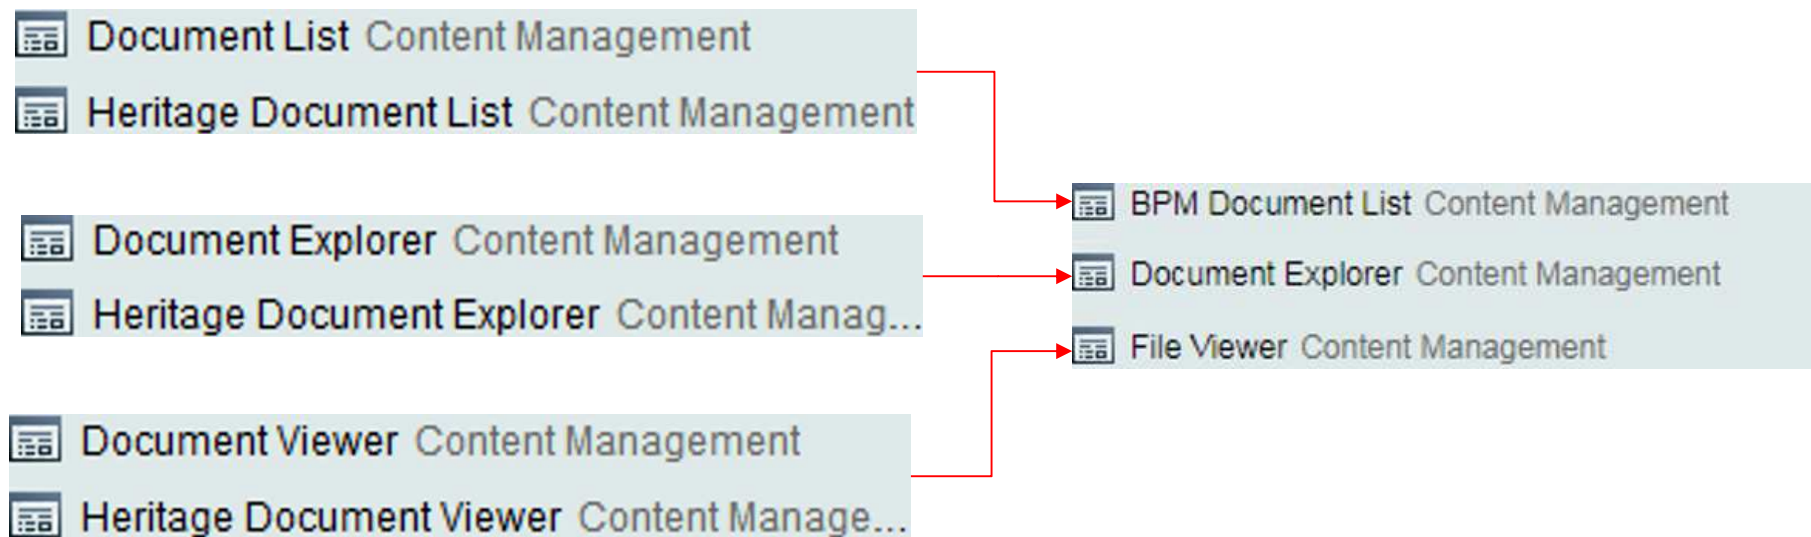 Document List Content Management
Heritage Document List Content Management
Document Explorer Content Management
Heritage Document Explorer Content Manag...
Document Viewer Content Management
Heritage Document Viewer Content Manage...
BPM Document List Content Management
Document Explorer Content Management
File Viewer Content Management